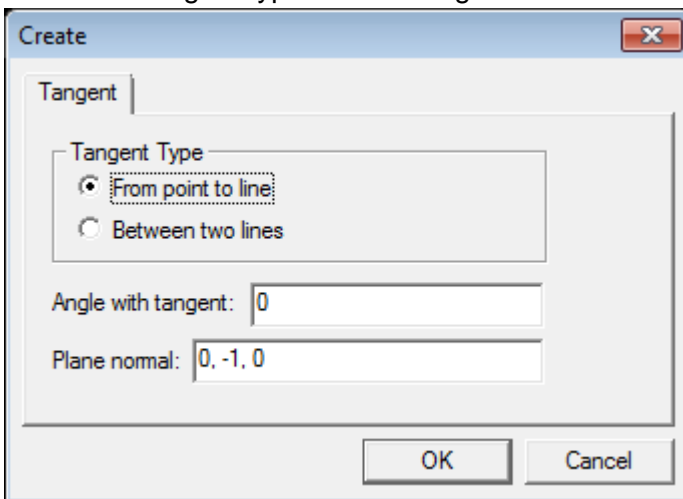 Create
Tangent
Tangent Type
From point to line
Between two lines
Angle with tangent: 0
Plane normal: 0, -1, 0
OK Cancel